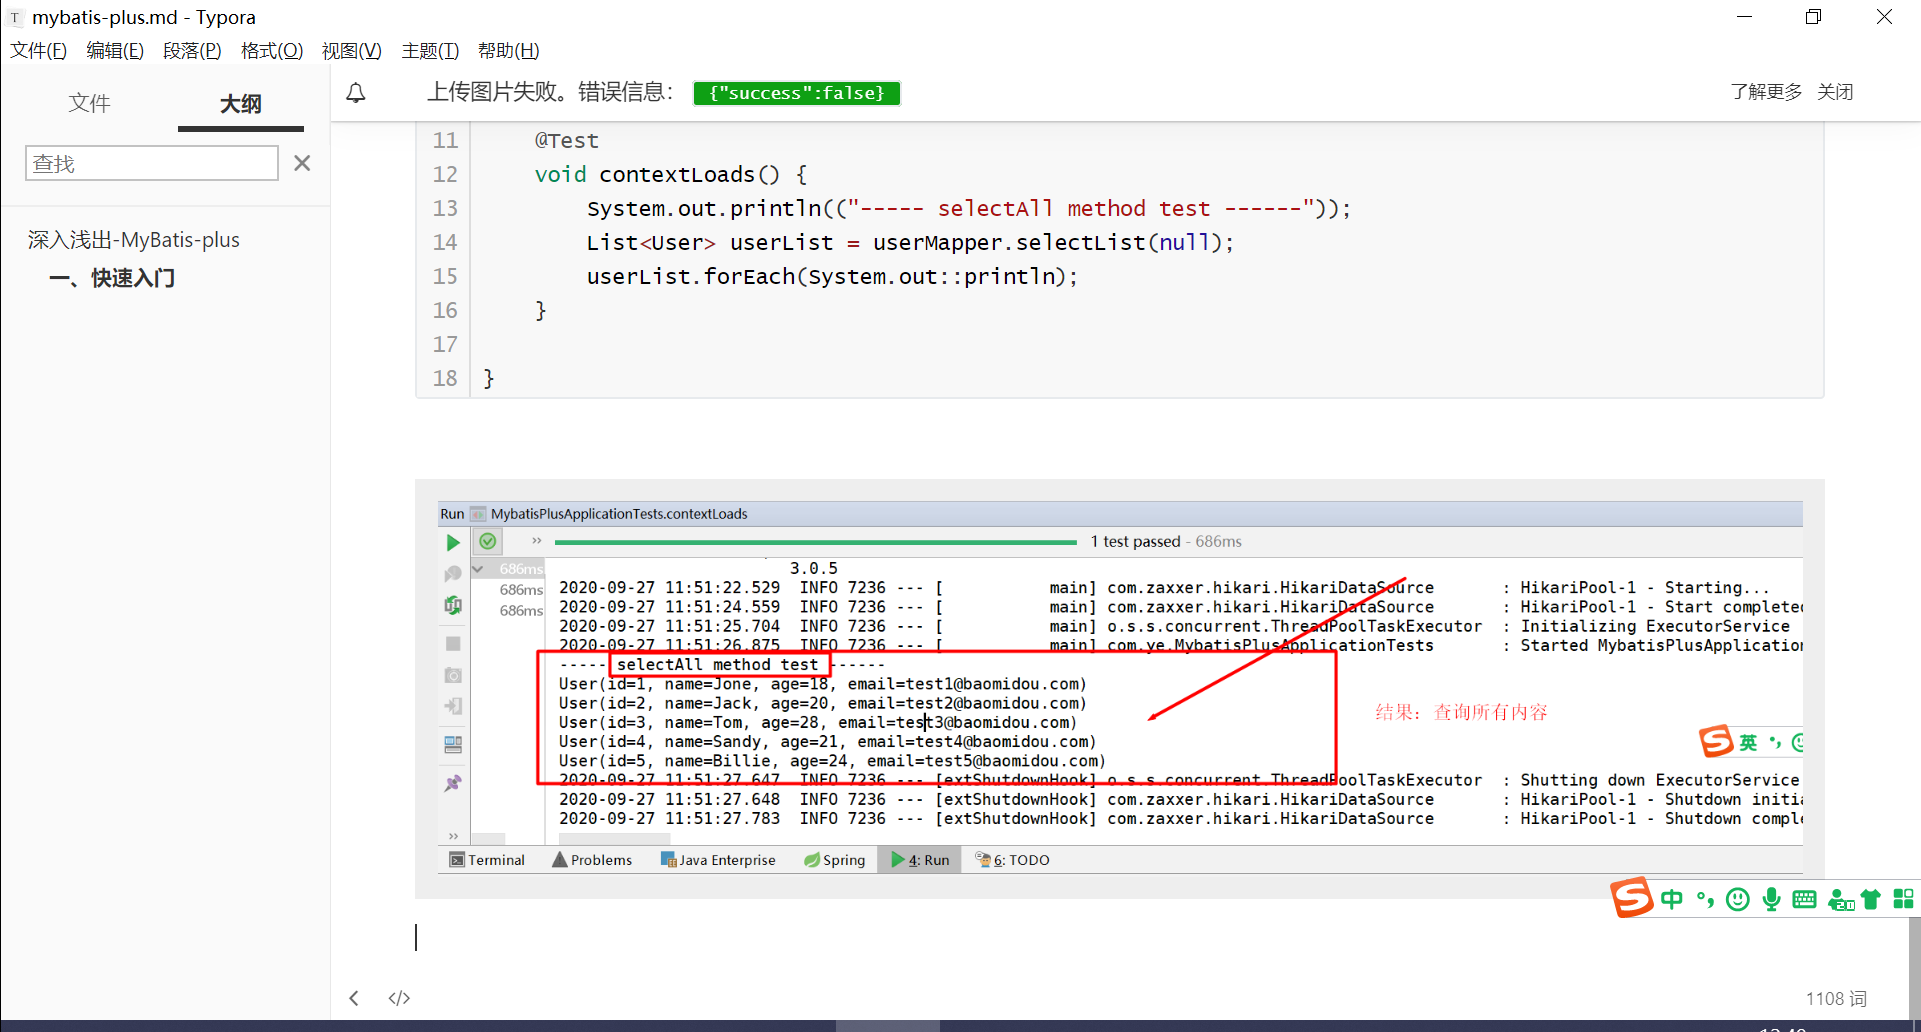 mybatis-plus.md - Typora
文件(F) 编辑(E) 段落(P) 格式(O) 视图(V) 主题(T) 帮助(H)
文件 大纲
查找
深入浅出-MyBatis-plus
一、快速入门
上传图片失败。错误信息： {"success":false} 了解更多 关闭
11 @Test
12 void contextLoads() {
13 System.out.println(("----- selectAll method test ------"));
14 List<User> userList = userMapper.selectList(null);
15 userList.forEach(System.out::println);
16 }
17
18 }
Run MybatisPlusApplicationTests.contextLoads
1 test passed - 686ms
686ms
686ms
686ms
3.0.5
2020-09-27 11:51:22.529 INFO 7236 --- [ main] com.zaxxer.hikari.HikariDataSource : HikariPool-1 - Starting...
2020-09-27 11:51:24.559 INFO 7236 --- [ main] com.zaxxer.hikari.HikariDataSource : HikariPool-1 - Start completed
2020-09-27 11:51:25.704 INFO 7236 --- [ main] o.s.s.concurrent.ThreadPoolTaskExecutor : Initializing ExecutorService
2020-09-27 11:51:26.875 INFO 7236 --- [ main] com.ye.MybatisPlusApplicationTests : Started MybatisPlusApplication
----- selectAll method test ------
User(id=1, name=Jone, age=18, email=test1@baomidou.com)
User(id=2, name=Jack, age=20, email=test2@baomidou.com)
User(id=3, name=Tom, age=28, email=test3@baomidou.com)
User(id=4, name=Sandy, age=21, email=test4@baomidou.com)
User(id=5, name=Billie, age=24, email=test5@baomidou.com)
结果：查询所有内容
英
2020-09-27 11:51:27.647 INFO 7236 --- [extShutdownHook] o.s.s.concurrent.ThreadPoolTaskExecutor : Shutting down ExecutorService
2020-09-27 11:51:27.648 INFO 7236 --- [extShutdownHook] com.zaxxer.hikari.HikariDataSource : HikariPool-1 - Shutdown initia
2020-09-27 11:51:27.783 INFO 7236 --- [extShutdownHook] com.zaxxer.hikari.HikariDataSource : HikariPool-1 - Shutdown comple
Terminal Problems Java Enterprise Spring 4: Run 6: TODO
中
1108 词